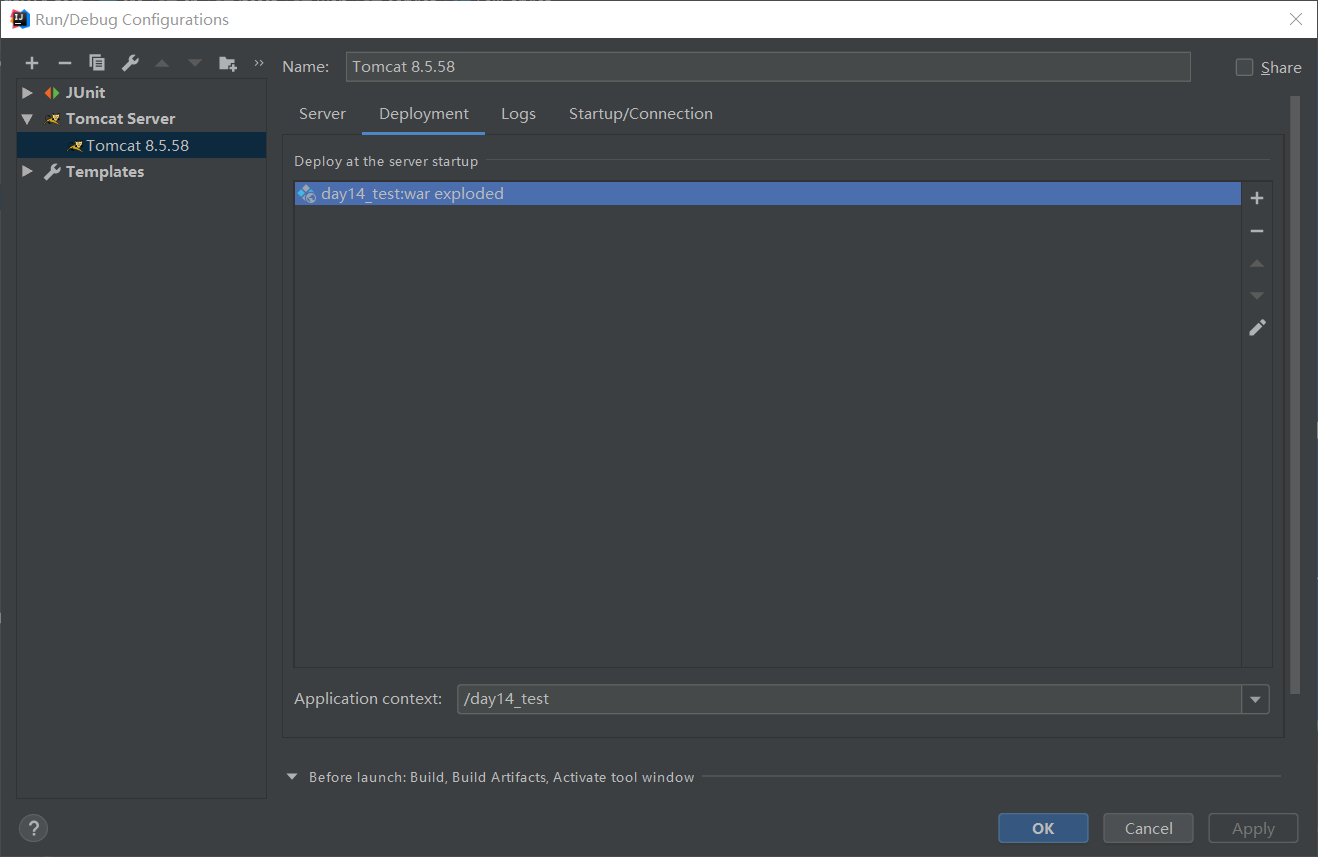 Run/Debug Configurations
Name: Tomcat 8.5.58
Share
JUnit
Tomcat Server
Tomcat 8.5.58
Templates
Server Deployment Logs Startup/Connection
Deploy at the server startup
day14_test:war exploded
Application context: /day14_test
Before launch: Build, Build Artifacts, Activate tool window
? OK Cancel Apply